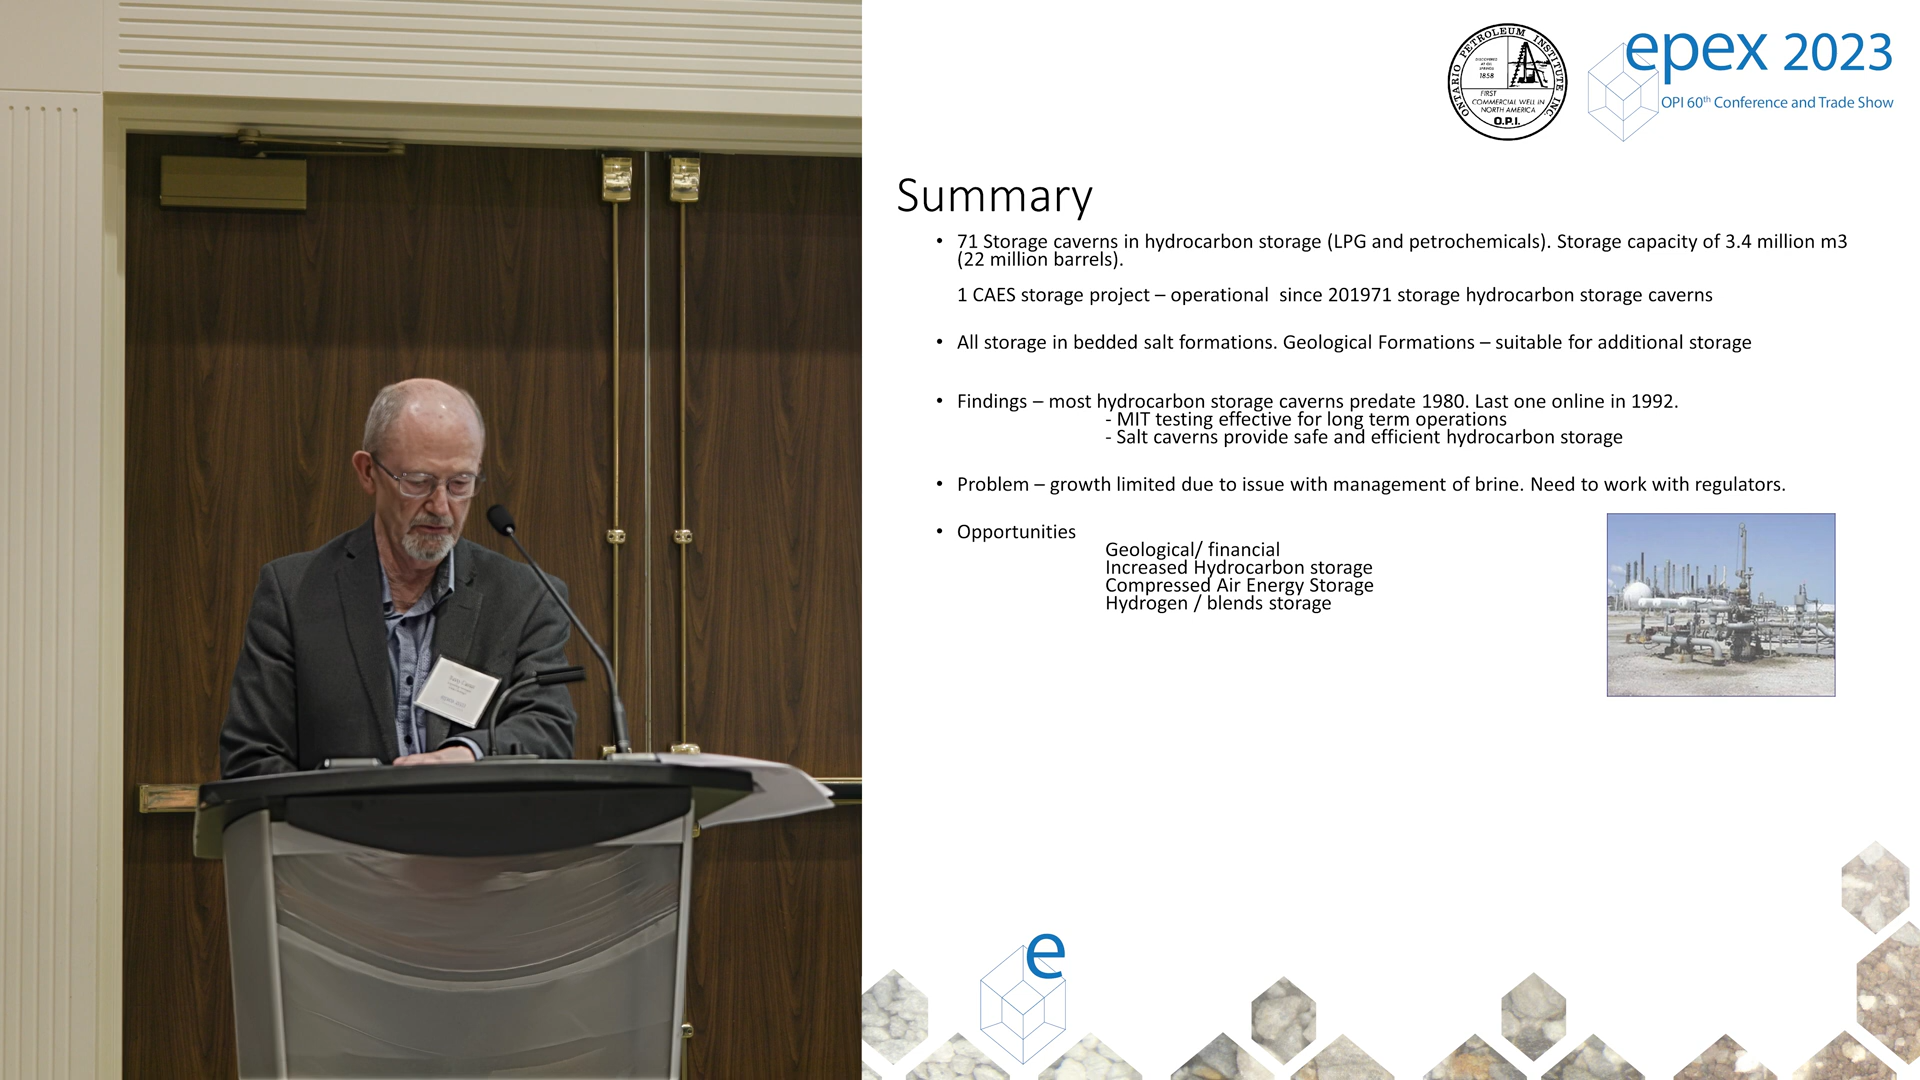 ONTARIO PETROLEUM INSTITUTE INC.
DISCOVERED
AT OIL
SPRINGS
1858
FIRST
COMMERCIAL WELL IN
NORTH AMERICA
O.P.I.
epex 2023
OPI 60th Conference and Trade Show
Summary
• 71 Storage caverns in hydrocarbon storage (LPG and petrochemicals). Storage capacity of 3.4 million m3
(22 million barrels).
1 CAES storage project – operational  since 201971 storage hydrocarbon storage caverns
• All storage in bedded salt formations. Geological Formations – suitable for additional storage
• Findings – most hydrocarbon storage caverns predate 1980. Last one online in 1992.
- MIT testing effective for long term operations
- Salt caverns provide safe and efficient hydrocarbon storage
• Problem – growth limited due to issue with management of brine. Need to work with regulators.
• Opportunities
Geological/ financial
Increased Hydrocarbon storage
Compressed Air Energy Storage
Hydrogen / blends storage
e